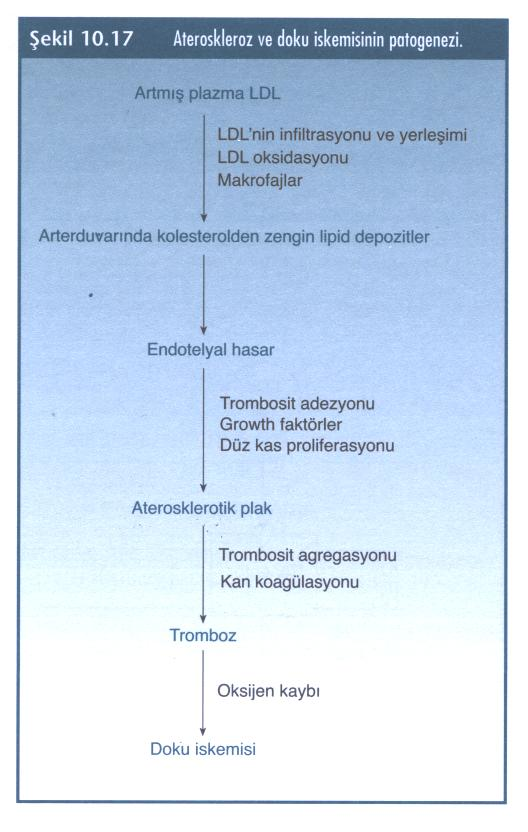 Şekil 10.17 Ateroskleroz ve doku iskemisinin patogenezi.
Artmış plazma LDL
LDL'nin infiltrasyonu ve yerleşimi
LDL oksidasyonu
Makrofajlar
Arterduvarında kolesterolden zengin lipid depozitler
Endotelyal hasar
Trombosit adezyonu
Growth faktörler
Düz kas proliferasyonu
Aterosklerotik plak
Trombosit agregasyonu
Kan koagülasyonu
Tromboz
Oksijen kaybı
Doku iskemisi